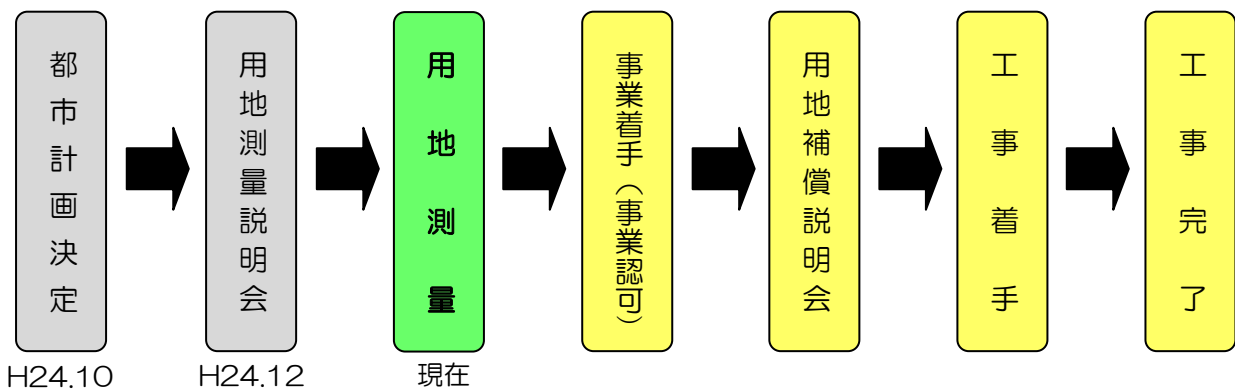 都市計画決定
用地測量説明会
用地測量
事業着手（事業認可）
用地補償説明会
工事着手
工事完了
H24.10
H24.12
現在